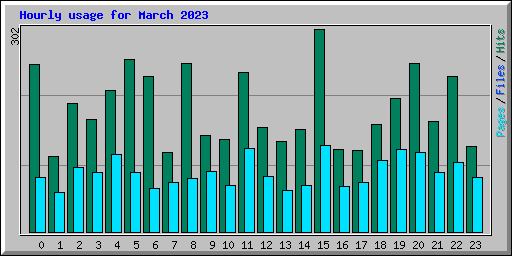 Hourly usage for March 2023
302
Pages/Files/Hits
0 1 2 3 4 5 6 7 8 9 10 11 12 13 14 15 16 17 18 19 20 21 22 23